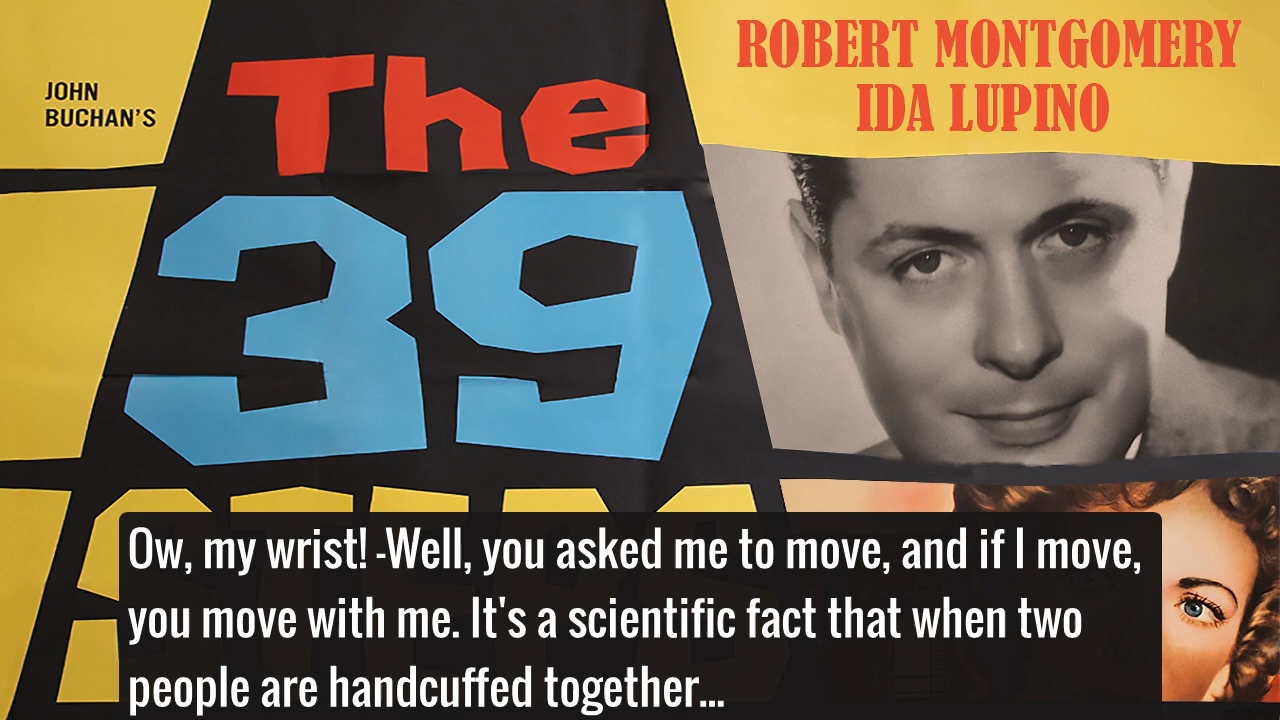 JOHN
BUCHAN'S
The
39
STEPS
ROBERT MONTGOMERY
IDA LUPINO
Ow, my wrist! -Well, you asked me to move, and if I move,
you move with me. It's a scientific fact that when two
people are handcuffed together...